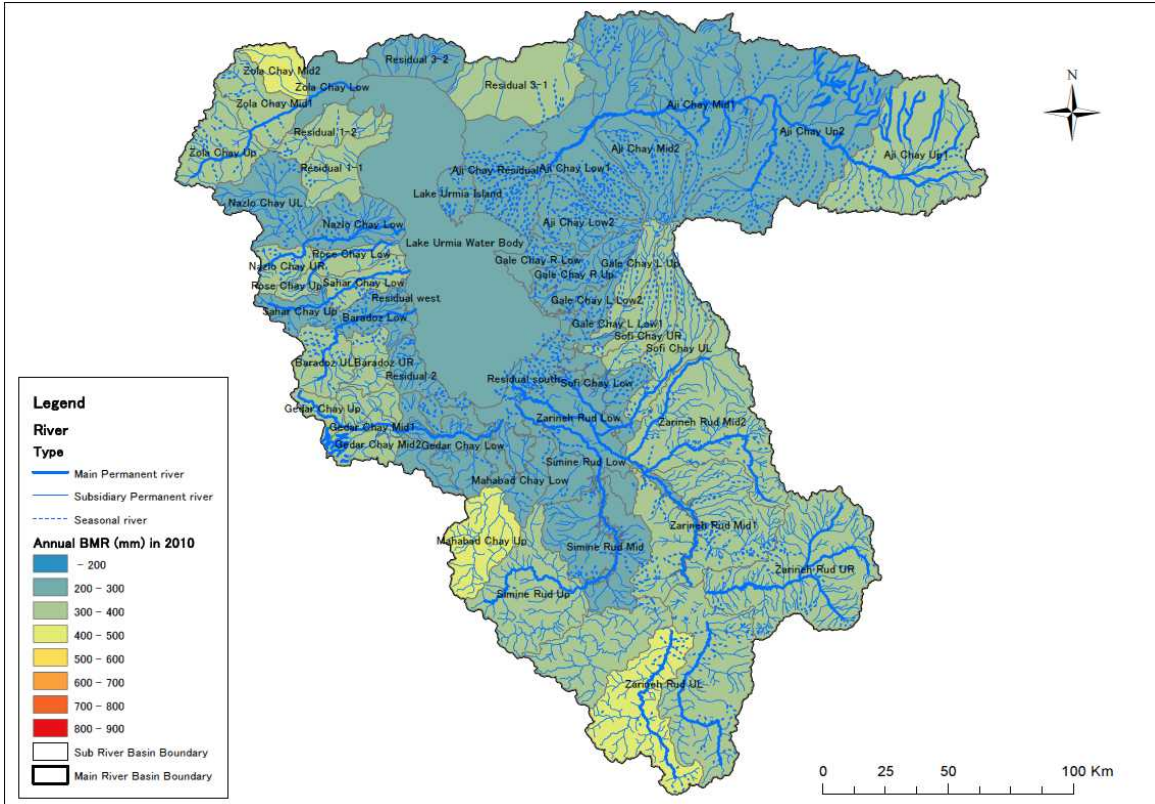 Residual 3-2
Zola Chay Mid2
Residual 3-1
Zola Chay Low
Zola Chay Mid1
Aji Chay Mid1
Residual 1-2
Aji Chay Up2
Zola Chay Up
Aji Chay Mid2
Aji Chay Up1
Residual 1-1
Aji Chay Residual
Aji Chay Low1
Lake Urmia Island
Nazlo Chay UL
Nazlo Chay Low
Aji Chay Low2
Lake Urmia Water Body
Rose Chay Low
Gale Chay R Low
Gale Chay L Up
Nazlo Chay UR
Gale Chay R Up
Rose Chay Up
Sahar Chay Low
Residual west
Gale Chay L Low2
Sahar Chay Up
Baradoz Low
Gale Chay L Low1
Sofi Chay UR
Sofi Chay UL
Baradoz UL
Baradoz UR
Residual 2
Residual south
Sofi Chay Low
Gedar Chay Up
Zarineh Rud Low
Zarineh Rud Mid2
Gedar Chay Mid1
Gedar Chay Mid2
Gedar Chay Low
Simine Rud Low
Mahabad Chay Low
Zarineh Rud Mid1
Mahabad Chay Up
Simine Rud Mid
Zarineh Rud UR
Simine Rud Up
Zarineh Rud UL
N
Legend
River
Type
Main Permanent river
Subsidiary Permanent river
Seasonal river
Annual BMR (mm) in 2010
- 200
200 - 300
300 - 400
400 - 500
500 - 600
600 - 700
700 - 800
800 - 900
Sub River Basin Boundary
Main River Basin Boundary
0 25 50 100 Km